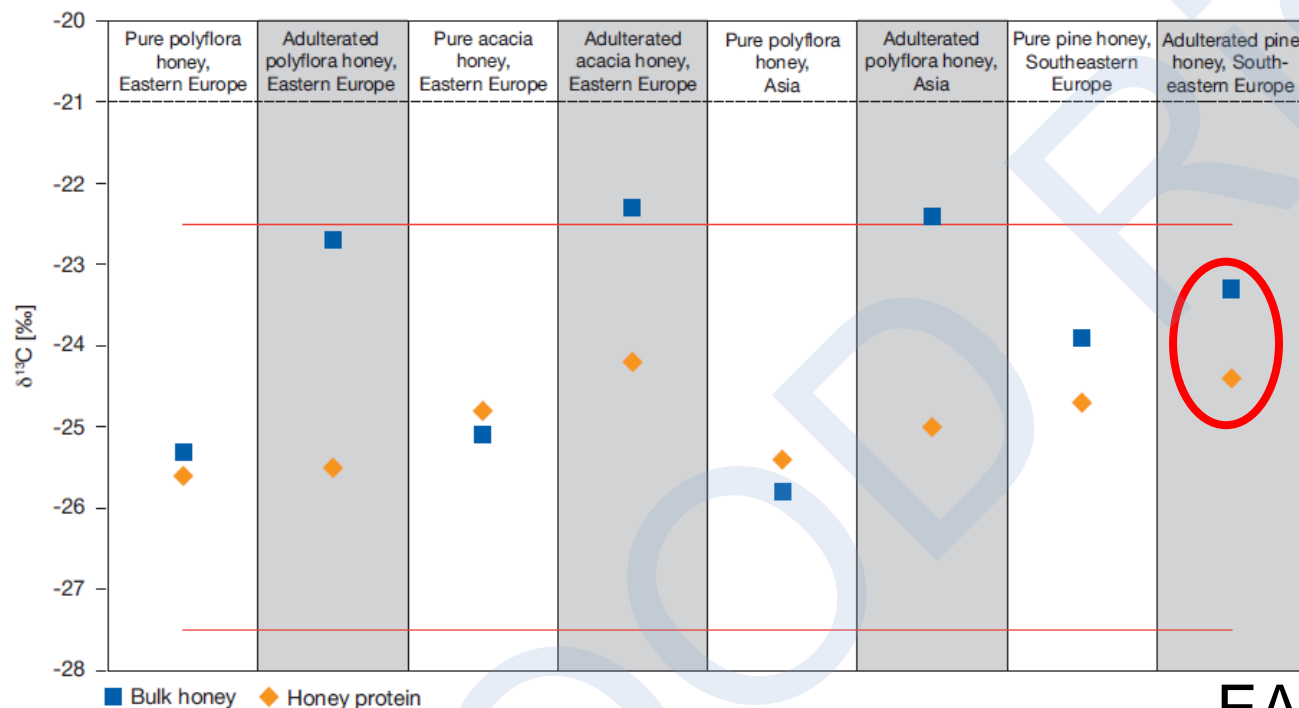 -20
-21
-22
-23
-24
-25
-26
-27
-28
δ¹³C [‰]
Pure polyflora
honey,
Eastern Europe
Adulterated
polyflora honey,
Eastern Europe
Pure acacia
honey,
Eastern Europe
Adulterated
acacia honey,
Eastern Europe
Pure polyflora
honey,
Asia
Adulterated
polyflora honey,
Asia
Pure pine honey,
Southeastern
Europe
Adulterated pine
honey, South-
eastern Europe
Bulk honey
Honey protein